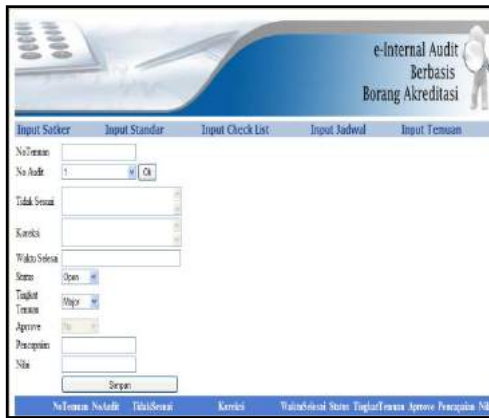 e-Internal Audit
Berbasis
Borang Akreditasi
Input Satker Input Standar Input Check List Input Jadwal Input Temuan
NoTemuan
No Audit 1 Ok
Tidak Sesuai
Koreksi
Waktu Selesai
Status Open
Tingkat
Temuan Major
Aprove No
Pencapaian
Nilai
Simpan
NoTemuan NoAudit TidakSesuai Koreksi WaktuSelesai Status TingkatTemuan Aprove Pencapaian Nilai